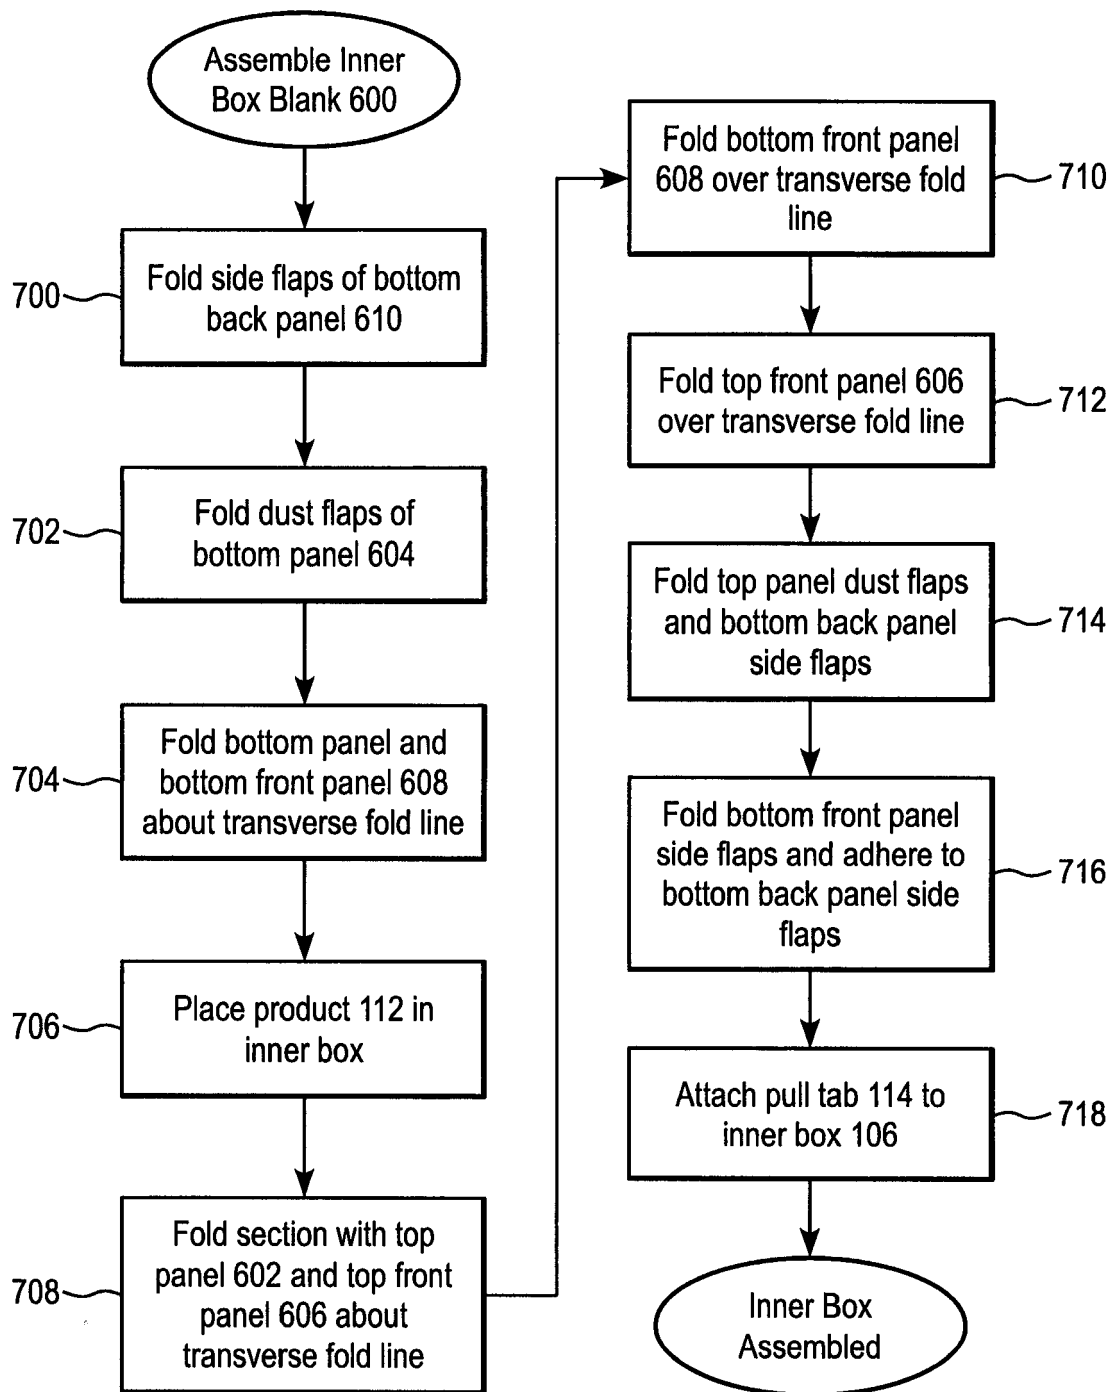 Assemble Inner
Box Blank 600
700
Fold side flaps of bottom
back panel 610
702
Fold dust flaps of
bottom panel 604
704
Fold bottom panel and
bottom front panel 608
about transverse fold line
706
Place product 112 in
inner box
708
Fold section with top
panel 602 and top front
panel 606 about
transverse fold line
Fold bottom front panel
608 over transverse fold
line
710
Fold top front panel 606
over transverse fold line
712
Fold top panel dust flaps
and bottom back panel
side flaps
714
Fold bottom front panel
side flaps and adhere to
bottom back panel side
flaps
716
Attach pull tab 114 to
inner box 106
718
Inner Box
Assembled